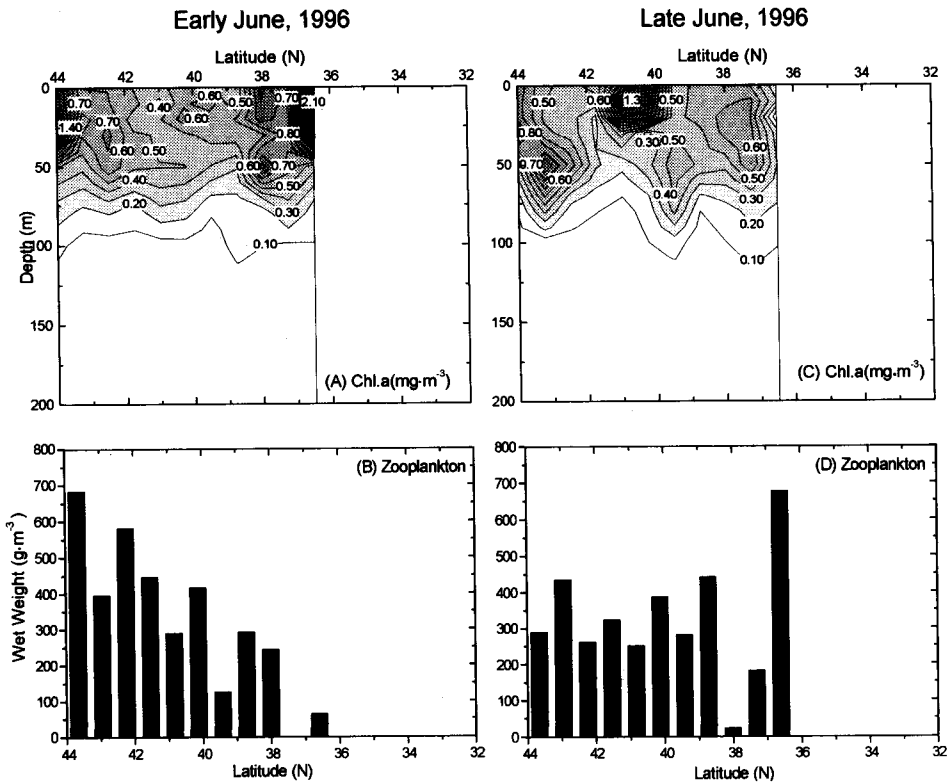 Early June, 1996
Latitude (N)
44 42 40 38 36 34 32
0
50
100
150
200
Depth (m)
0.70 0.40 0.60 0.50 0.70 2.10
1.40 0.70 0.60 0.80
0.60 0.50 0.60 0.70
0.40 0.50
0.20 0.30
0.10
(A) Chl.a(mg·m-3)
Late June, 1996
Latitude (N)
44 42 40 38 36 34 32
0
50
100
150
200
0.50 0.60 1.3 0.50
0.80 0.30 0.50 0.60
0.70 0.60 0.40 0.50
0.30
0.20
0.10
(C) Chl.a(mg·m-3)
800
700
600
500
400
300
200
100
0
Wet Weight (g·m-3)
(B) Zooplankton
44 42 40 38 36 34 32
Latitude (N)
800
700
600
500
400
300
200
100
0
(D) Zooplankton
44 42 40 38 36 34 32
Latitude (N)